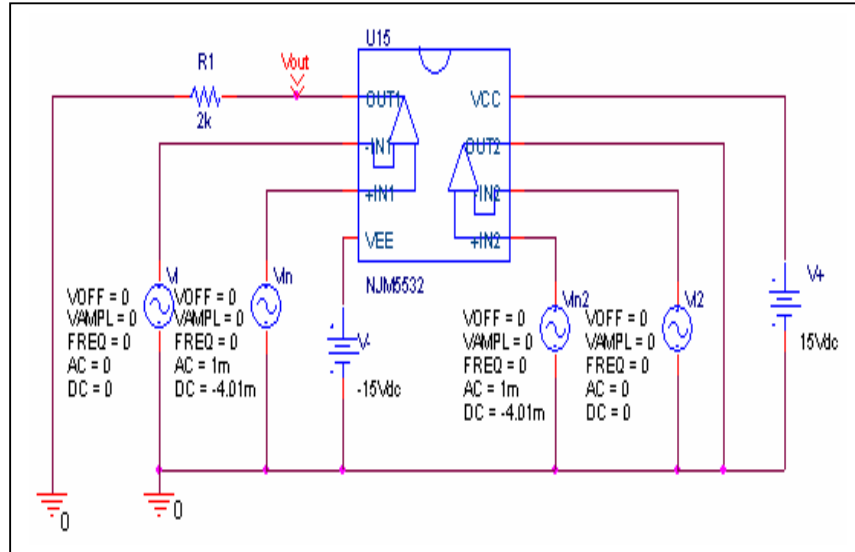 U15
R1
Vout
2k
OUT1
VCC
-IN1
OUT2
+IN1
-IN2
VEE
+IN2
NJM5532
VI
VOFF = 0
VAMPL = 0
FREQ = 0
AC = 0
DC = 0
Vin
VOFF = 0
VAMPL = 0
FREQ = 0
AC = 1m
DC = -4.01m
V-
-15Vdc
Vin2
VOFF = 0
VAMPL = 0
FREQ = 0
AC = 1m
DC = -4.01m
VI2
VOFF = 0
VAMPL = 0
FREQ = 0
AC = 0
DC = 0
V+
15Vdc
0
0